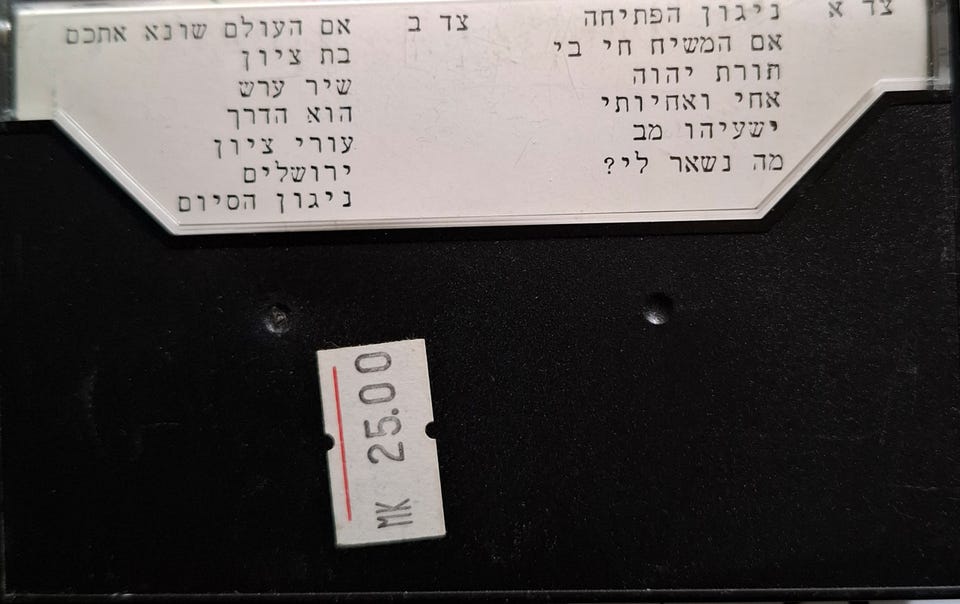 צד א
ניגון הפתיחה
אם המשיח חי בי
תורת יהוה
אחי ואחיותי
ישעיהו מב
מה נשאר לי?
צד ב
אם העולם שונא אתכם
בת ציון
שיר ערש
הוא הדרך
עורי ציון
ירושלים
ניגון הסיום
MK 25.00